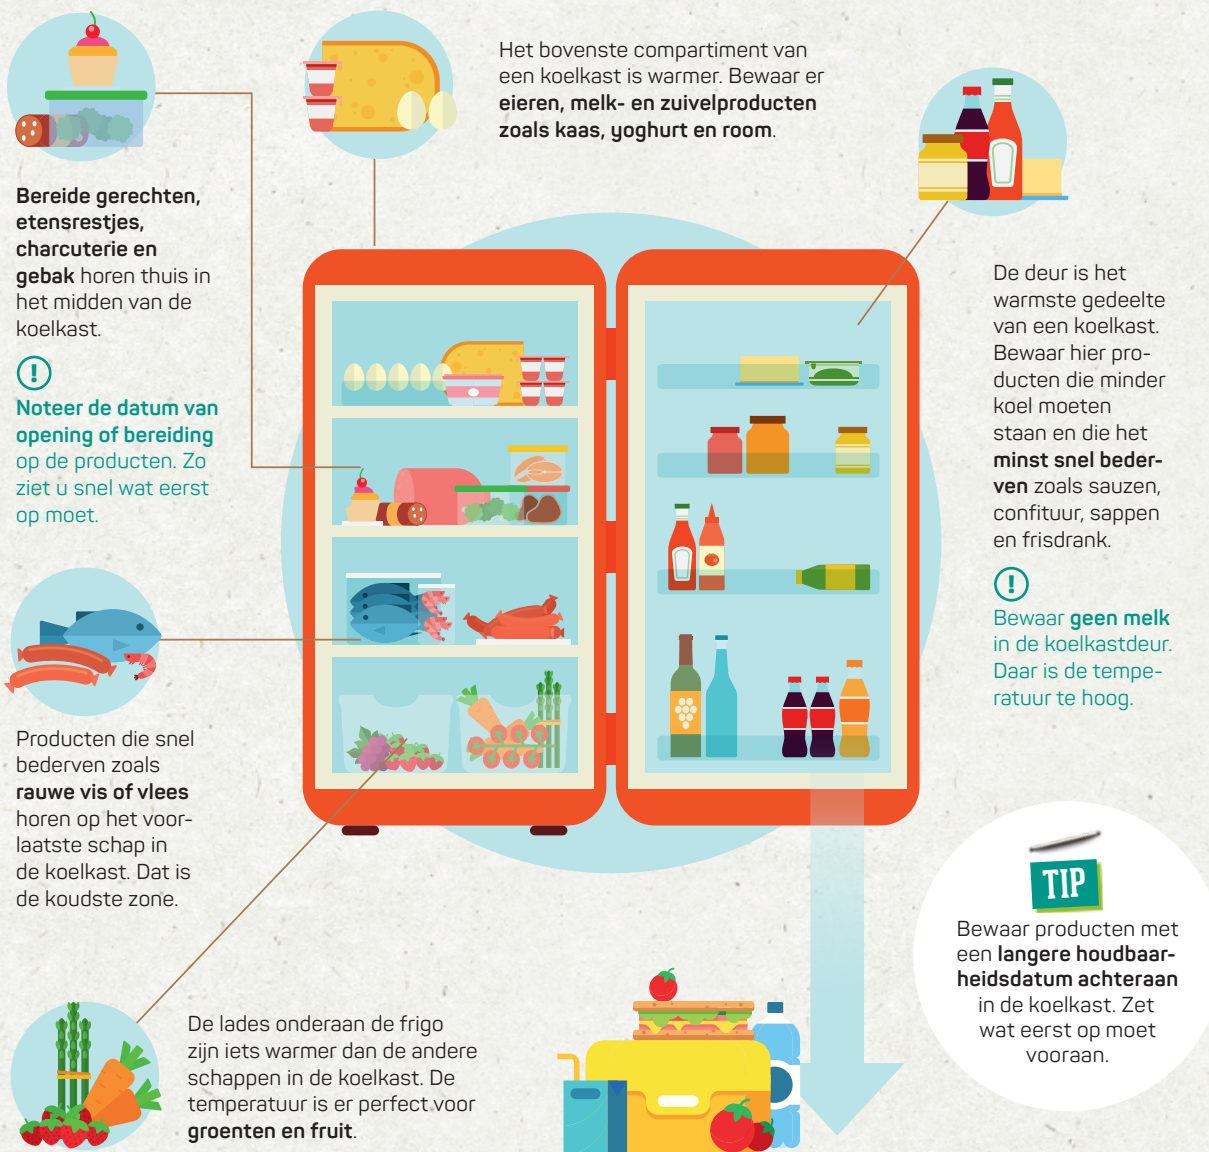 Het bovenste compartiment van
een koelkast is warmer. Bewaar er
eieren, melk- en zuivelproducten
zoals kaas, yoghurt en room.
Bereide gerechten,
etensrestjes,
charcuterie en
gebak horen thuis in
het midden van de
koelkast.
!
Noteer de datum van
opening of bereiding
op de producten. Zo
ziet u snel wat eerst
op moet.
De deur is het
warmste gedeelte
van een koelkast.
Bewaar hier pro-
ducten die minder
koel moeten
staan en die het
minst snel beder-
ven zoals sauzen,
confituur, sappen
en frisdrank.
!
Bewaar geen melk
in de koelkastdeur.
Daar is de tempe-
ratuur te hoog.
Producten die snel
bederven zoals
rauwe vis of vlees
horen op het voor-
laatste schap in
de koelkast. Dat is
de koudste zone.
TIP
Bewaar producten met
een langere houdbaar-
heidsdatum achteraan
in de koelkast. Zet
wat eerst op moet
vooraan.
De lades onderaan de frigo
zijn iets warmer dan de andere
schappen in de koelkast. De
temperatuur is er perfect voor
groenten en fruit.